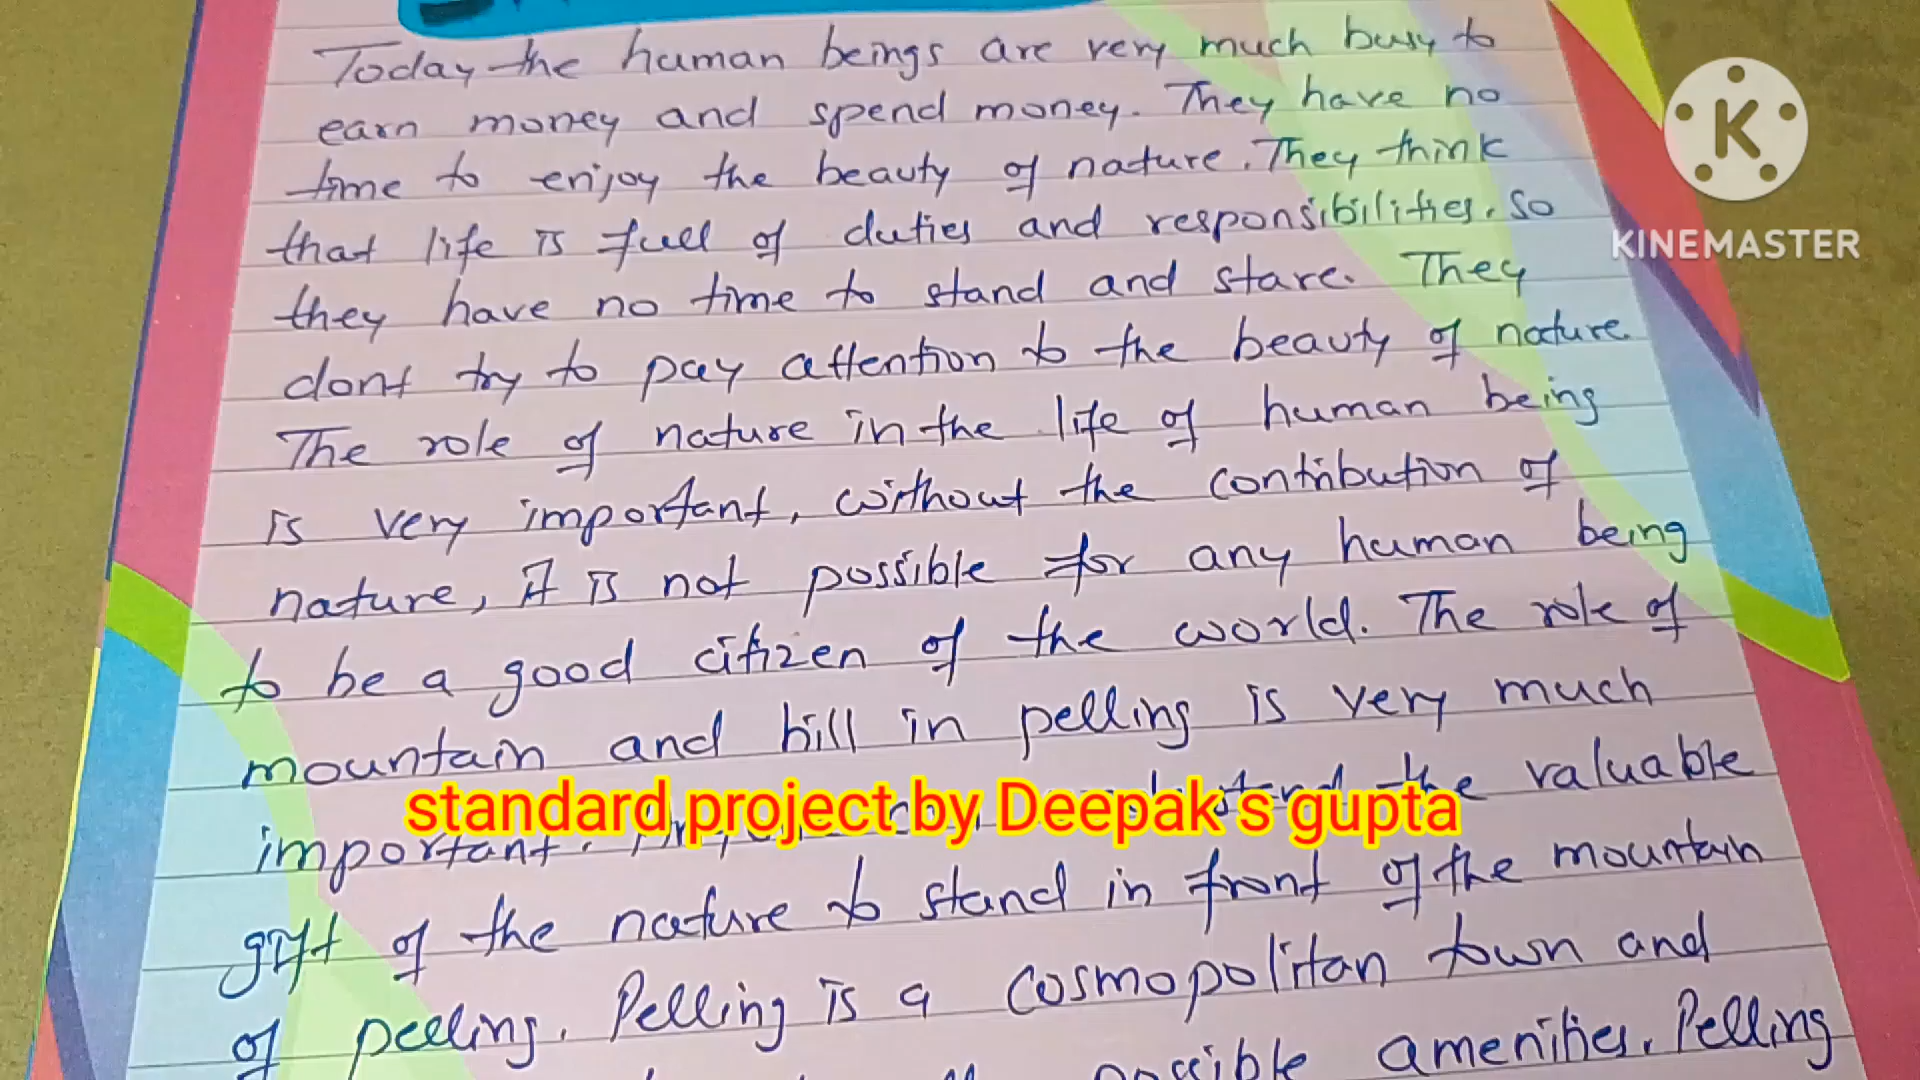 Today the human beings are very much busy to
earn money and spend money. They have no
time to enjoy the beauty of nature. They think
that life is full of duties and responsibilities. So
they have no time to stand and stare. They
dont try to pay attention to the beauty of nature.
The role of nature in the life of human being
is very important, without the contribution of
nature, it is not possible for any human being
to be a good citizen of the world. The role of
mountain and hill in pelling is very much
important. the valuable
standard project by Deepak s gupta
gift of the nature to stand in front of the mountain
of pelling. Pelling is a cosmopolitan town and
possible amenities. Pelling
K
KINEMASTER